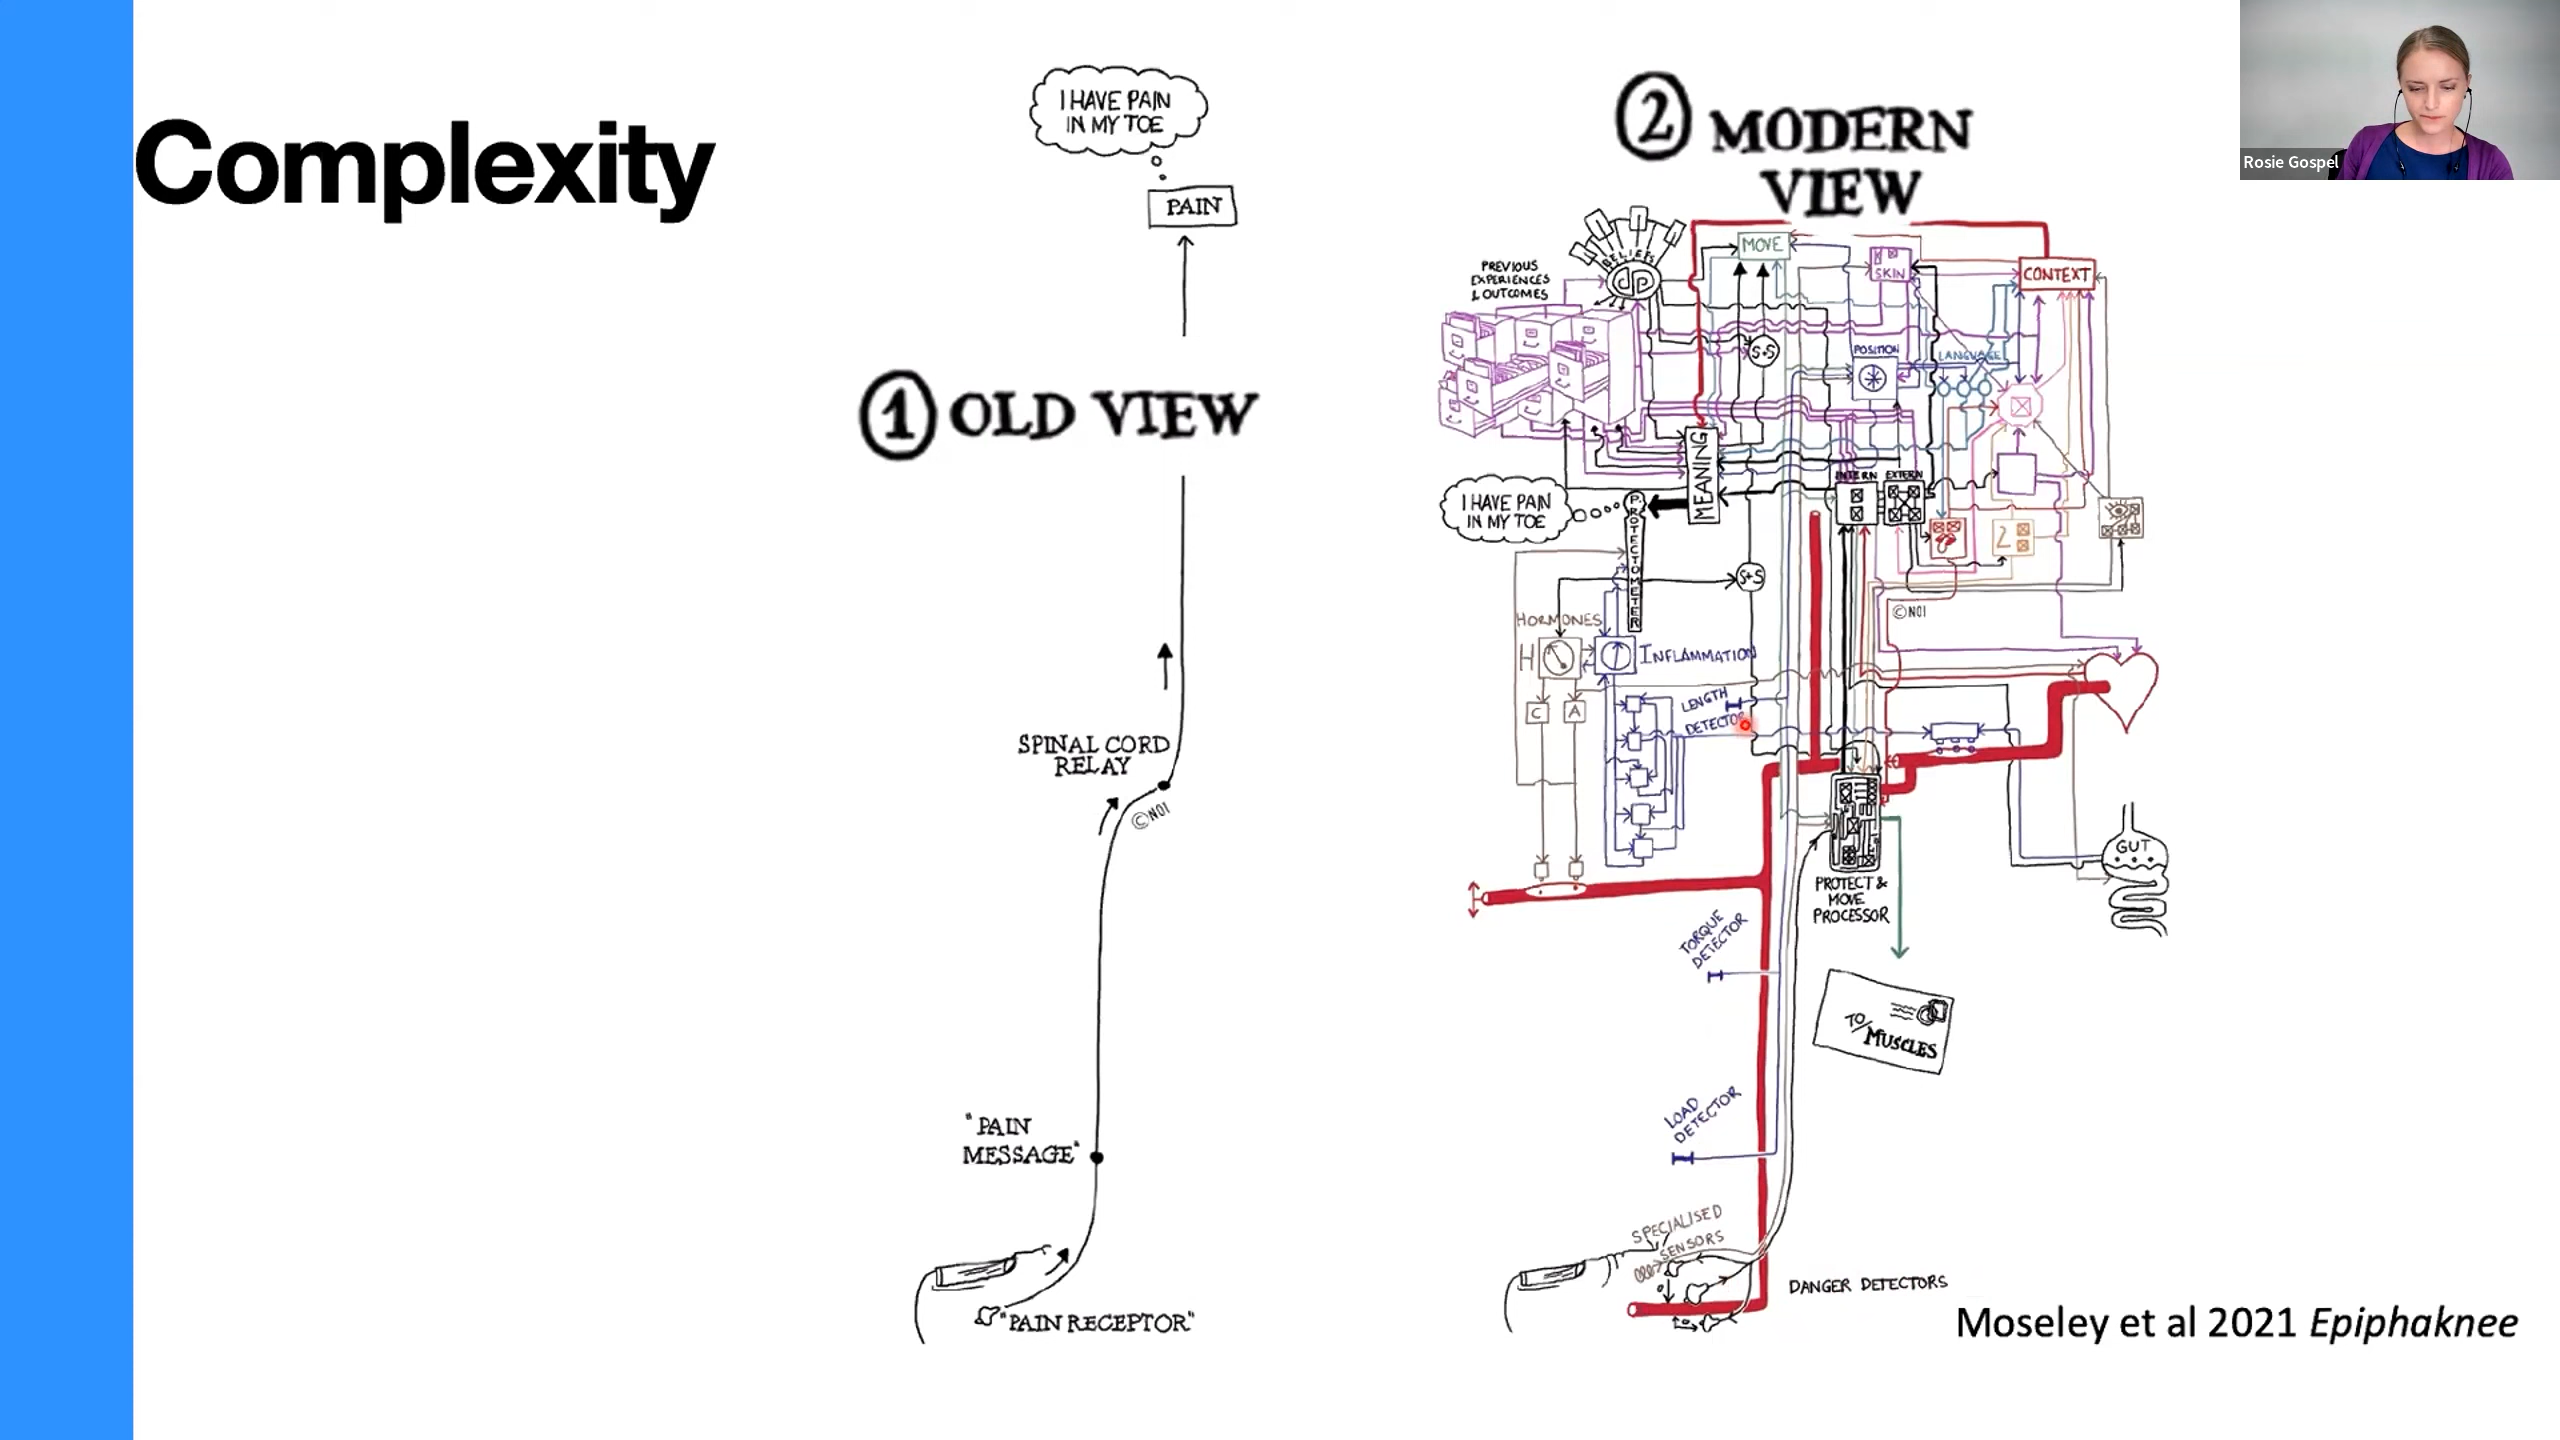 Complexity
I HAVE PAIN
IN MY TOE
PAIN
1 OLD VIEW
SPINAL CORD
RELAY
©NOI
"PAIN
MESSAGE"
"PAIN RECEPTOR"
2 MODERN
VIEW
PREVIOUS
EXPERIENCES
& OUTCOMES
BELIEFS
MOVE
SKIN
CONTEXT
S+S
POSITION
LANGUAGE
MEANING
INTERN
EXTERN
I HAVE PAIN
IN MY TOE
PROTECTOMETER
2
S+S
©NOI
HORMONES
H
INFLAMMATION
C
A
LENGTH
DETECTOR
PROTECT &
MOVE
PROCESSOR
GUT
TORQUE
DETECTOR
TO
MUSCLES
LOAD
DETECTOR
SPECIALISED
SENSORS
DANGER DETECTORS
Moseley et al 2021 Epiphaknee
Rosie Gospel